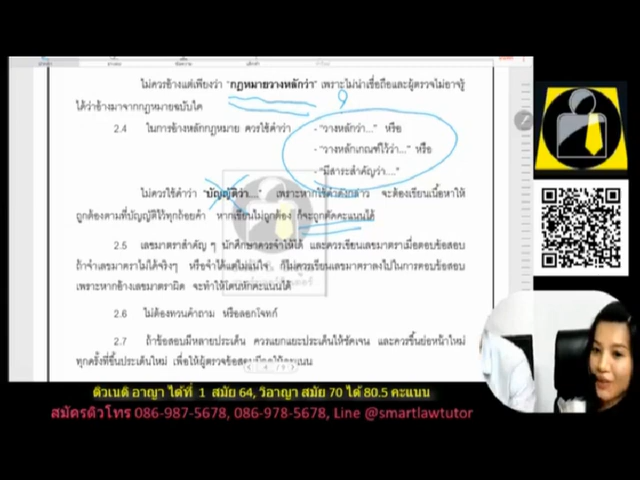 ไม่ควรอ้างแต่เพียงว่า "กฎหมายวางหลักว่า" เพราะไม่น่าเชื่อถือและผู้ตรวจไม่อาจรู้
ได้ว่าอ้างมาจากกฎหมายฉบับใด
2.4 ในการอ้างหลักกฎหมาย ควรใช้คำว่า - "วางหลักว่า..." หรือ
- "วางหลักเกณฑ์ไว้ว่า..." หรือ
- "มีสาระสำคัญว่า...."
ไม่ควรใช้คำว่า "บัญญัติว่า..." เพราะหากใช้คำดังกล่าว จะต้องเขียนเนื้อหาให้
ถูกต้องตามที่บัญญัติไว้ทุกถ้อยคำ หากเขียนไม่ถูกต้อง ก็จะถูกตัดคะแนนได้
2.5 เลขมาตราสำคัญ ๆ นักศึกษาควรจำให้ได้ และควรเขียนเลขมาตราเมื่อตอบข้อสอบ
ถ้าจำเลขมาตราไม่ได้จริงๆ หรือจำได้แต่ไม่แน่ใจ ก็ไม่ควรเขียนเลขมาตราลงไปในการตอบข้อสอบ
เพราะหากอ้างเลขมาตราผิด จะทำให้โดนหักคะแนนได้
2.6 ไม่ต้องทวนคำถาม หรือลอกโจทก์
2.7 ถ้าข้อสอบมีหลายประเด็น ควรแยกแยะประเด็นให้ชัดเจน และควรขึ้นย่อหน้าใหม่
ทุกครั้งที่ขึ้นประเด็นใหม่ เพื่อให้ผู้ตรวจข้อสอบ
ติวเนติ อาญา ได้ที่ 1 สมัย 64, วิอาญา สมัย 70 ได้ 80.5 คะแนน
สมัครติวโทร 086-987-5678, 086-978-5678, Line @smartlawtutor